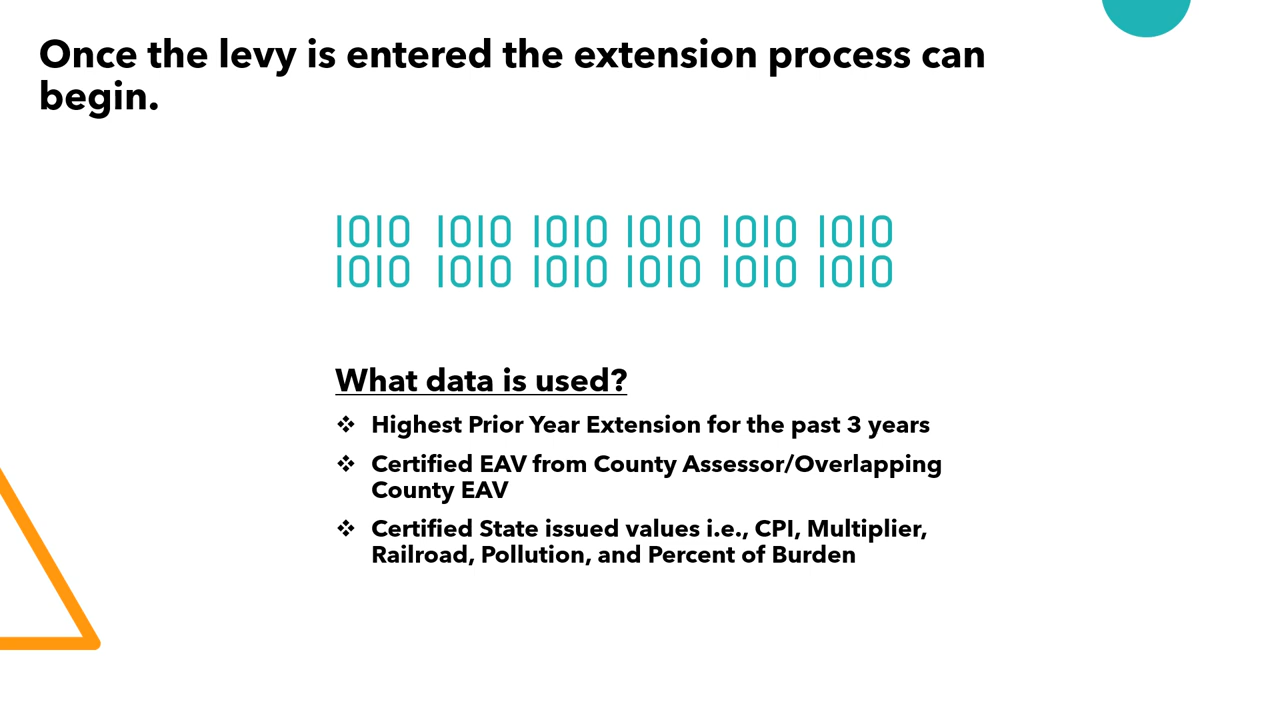 Once the levy is entered the extension process can
begin.
1010 1010 1010 1010 1010 1010
1010 1010 1010 1010 1010 1010
What data is used?
❖ Highest Prior Year Extension for the past 3 years
❖ Certified EAV from County Assessor/Overlapping
County EAV
❖ Certified State issued values i.e., CPI, Multiplier,
Railroad, Pollution, and Percent of Burden